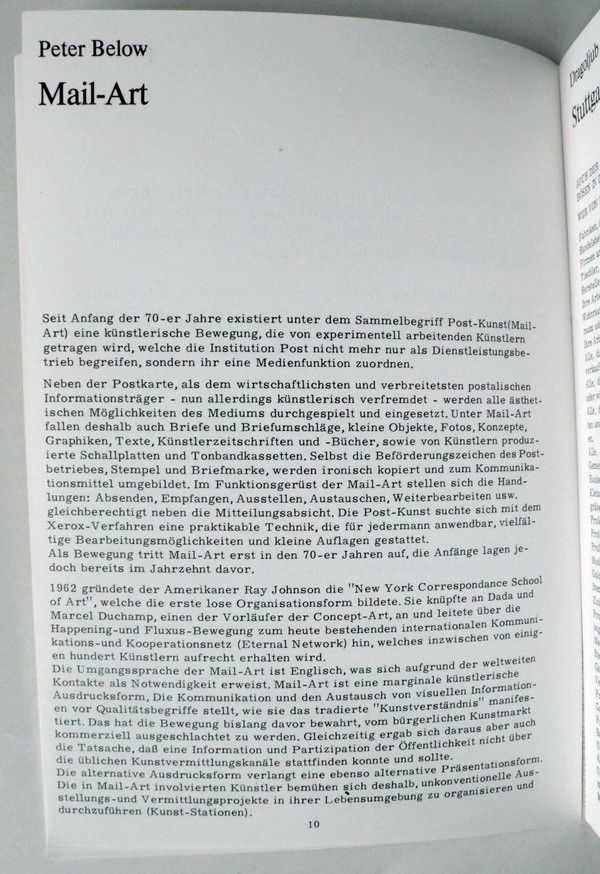 Peter Below
Mail-Art
Seit Anfang der 70-er Jahre existiert unter dem Sammelbegriff Post-Kunst(Mail-
Art) eine künstlerische Bewegung, die von experimentell arbeitenden Künstlern
getragen wird, welche die Institution Post nicht mehr nur als Dienstleistungsbe-
trieb begreifen, sondern ihr eine Medienfunktion zuordnen.
Neben der Postkarte, als dem wirtschaftlichsten und verbreitetsten postalischen
Informationsträger - nun allerdings künstlerisch verfremdet - werden alle ästhet-
ischen Möglichkeiten des Mediums durchgespielt und eingesetzt. Unter Mail-Art
fallen deshalb auch Briefe und Briefumschläge, kleine Objekte, Fotos, Konzepte,
Graphiken, Texte, Künstlerzeitschriften und -Bücher, sowie von Künstlern produz-
ierte Schallplatten und Tonbandkassetten. Selbst die Beförderungszeichen des Post-
betriebes, Stempel und Briefmarke, werden ironisch kopiert und zum Kommunika-
tionsmittel umgebildet. Im Funktionsgerüst der Mail-Art stellen sich die Hand-
lungen: Absenden, Empfangen, Ausstellen, Austauschen, Weiterbearbeiten usw.
gleichberechtigt neben die Mitteilungsabsicht. Die Post-Kunst suchte sich mit dem
Xerox-Verfahren eine praktikable Technik, die für jedermann anwendbar, vielfäl-
tige Bearbeitungsmöglichkeiten und kleine Auflagen gestattet.
Als Bewegung tritt Mail-Art erst in den 70-er Jahren auf, die Anfänge lagen je-
doch bereits im Jahrzehnt davor.
1962 gründete der Amerikaner Ray Johnson die "New York Correspondance School
of Art", welche die erste lose Organisationsform bildete. Sie knüpfte an Dada und
Marcel Duchamp, einen der Vorläufer der Concept-Art, an und leitete über die
Happening-und Fluxus-Bewegung zum heute bestehenden internationalen Kommuni-
kations-und Kooperationsnetz (Eternal Network) hin, welches inzwischen von einig-
en hundert Künstlern aufrecht erhalten wird.
Die Umgangssprache der Mail-Art ist Englisch, was sich aufgrund der weltweiten
Kontakte als Notwendigkeit erweist. Mail-Art ist eine marginale künstlerische
Ausdrucksform, Die Kommunikation und den Austausch von visuellen Information-
en vor Qualitätsbegriffe stellt, wie sie das tradierte "Kunstverständnis" manifes-
tiert. Das hat die Bewegung bislang davor bewahrt, vom bürgerlichen Kunstmarkt
kommerziell ausgeschlachtet zu werden. Gleichzeitig ergab sich daraus aber auch
die Tatsache, daß eine Information und Partizipation der Öffentlichkeit nicht über
die üblichen Kunstvermittlungskanäle stattfinden konnte und sollte.
Die alternative Ausdrucksform verlangt eine ebenso alternative Präsentationsform.
Die in Mail-Art involvierten Künstler bemühen sich deshalb, unkonventionelle Aus-
stellungs-und Vermittlungsprojekte in ihrer Lebensumgebung zu organisieren und
durchzuführen (Kunst-Stationen).
10
Dragoljub
AUCH DER
WER VON